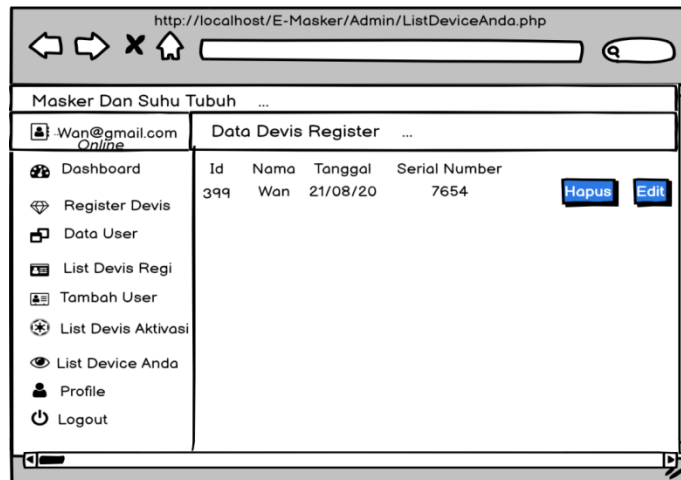 http://localhost/E-Masker/Admin/ListDeviceAnda.php
Masker Dan Suhu Tubuh ...
Wan@gmail.com
Online
Data Devis Register ...
Dashboard
Register Devis
Data User
List Devis Regi
Tambah User
List Devis Aktivasi
List Device Anda
Profile
Logout
Id Nama Tanggal Serial Number
399 Wan 21/08/20 7654 Hapus Edit